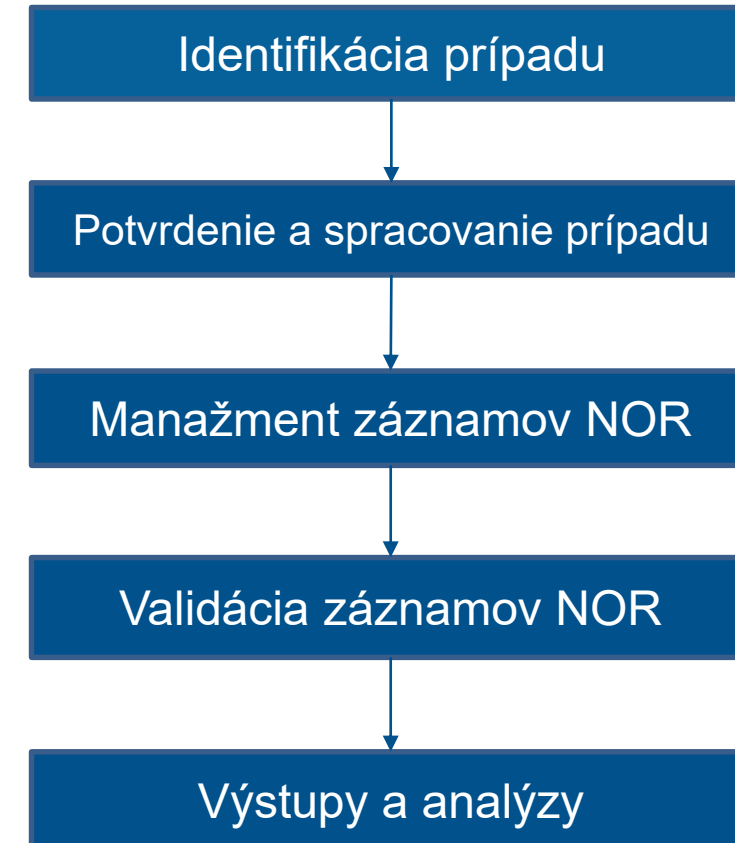 Identifikácia prípadu
Potvrdenie a spracovanie prípadu
Manažment záznamov NOR
Validácia záznamov NOR
Výstupy a analýzy